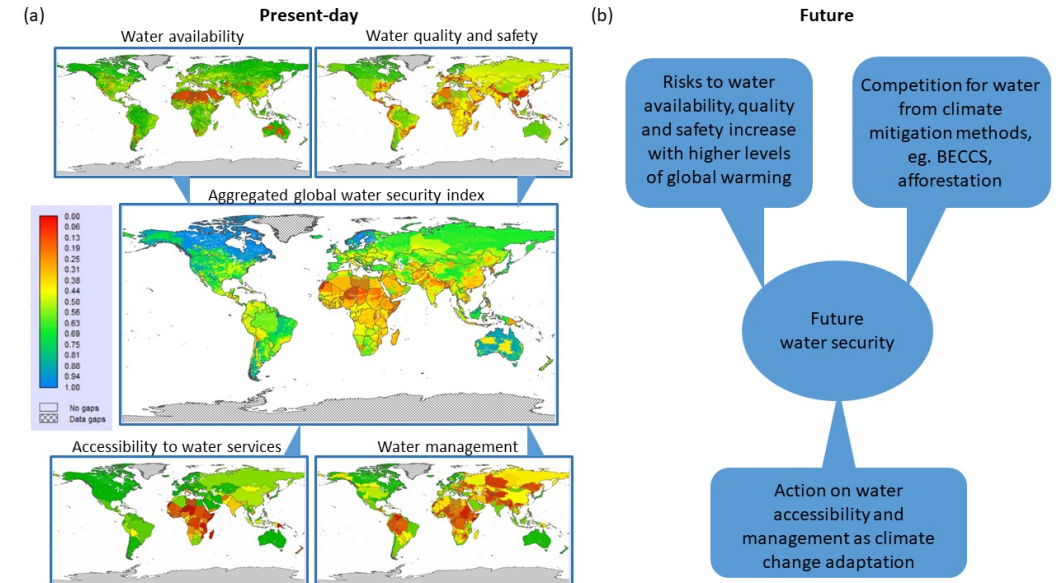 (a)
Present-day
Water availability
Water quality and safety
Aggregated global water security index
0.00
0.06
0.13
0.19
0.25
0.31
0.38
0.44
0.50
0.56
0.63
0.69
0.75
0.81
0.88
0.94
1.00
No gaps
Data gaps
Accessibility to water services
Water management
(b)
Future
Risks to water
availability, quality
and safety increase
with higher levels
of global warming
Competition for water
from climate
mitigation methods,
eg. BECCS,
afforestation
Future
water security
Action on water
accessibility and
management as climate
change adaptation